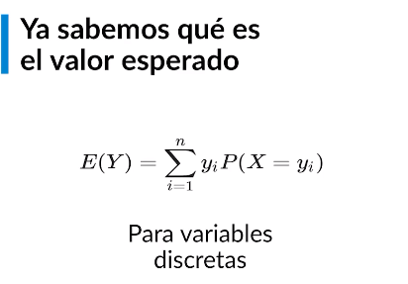 Ya sabemos qué es
el valor esperado
E(Y) = \sum_{i=1}^{n} y_i P(X = y_i)
Para variables
discretas